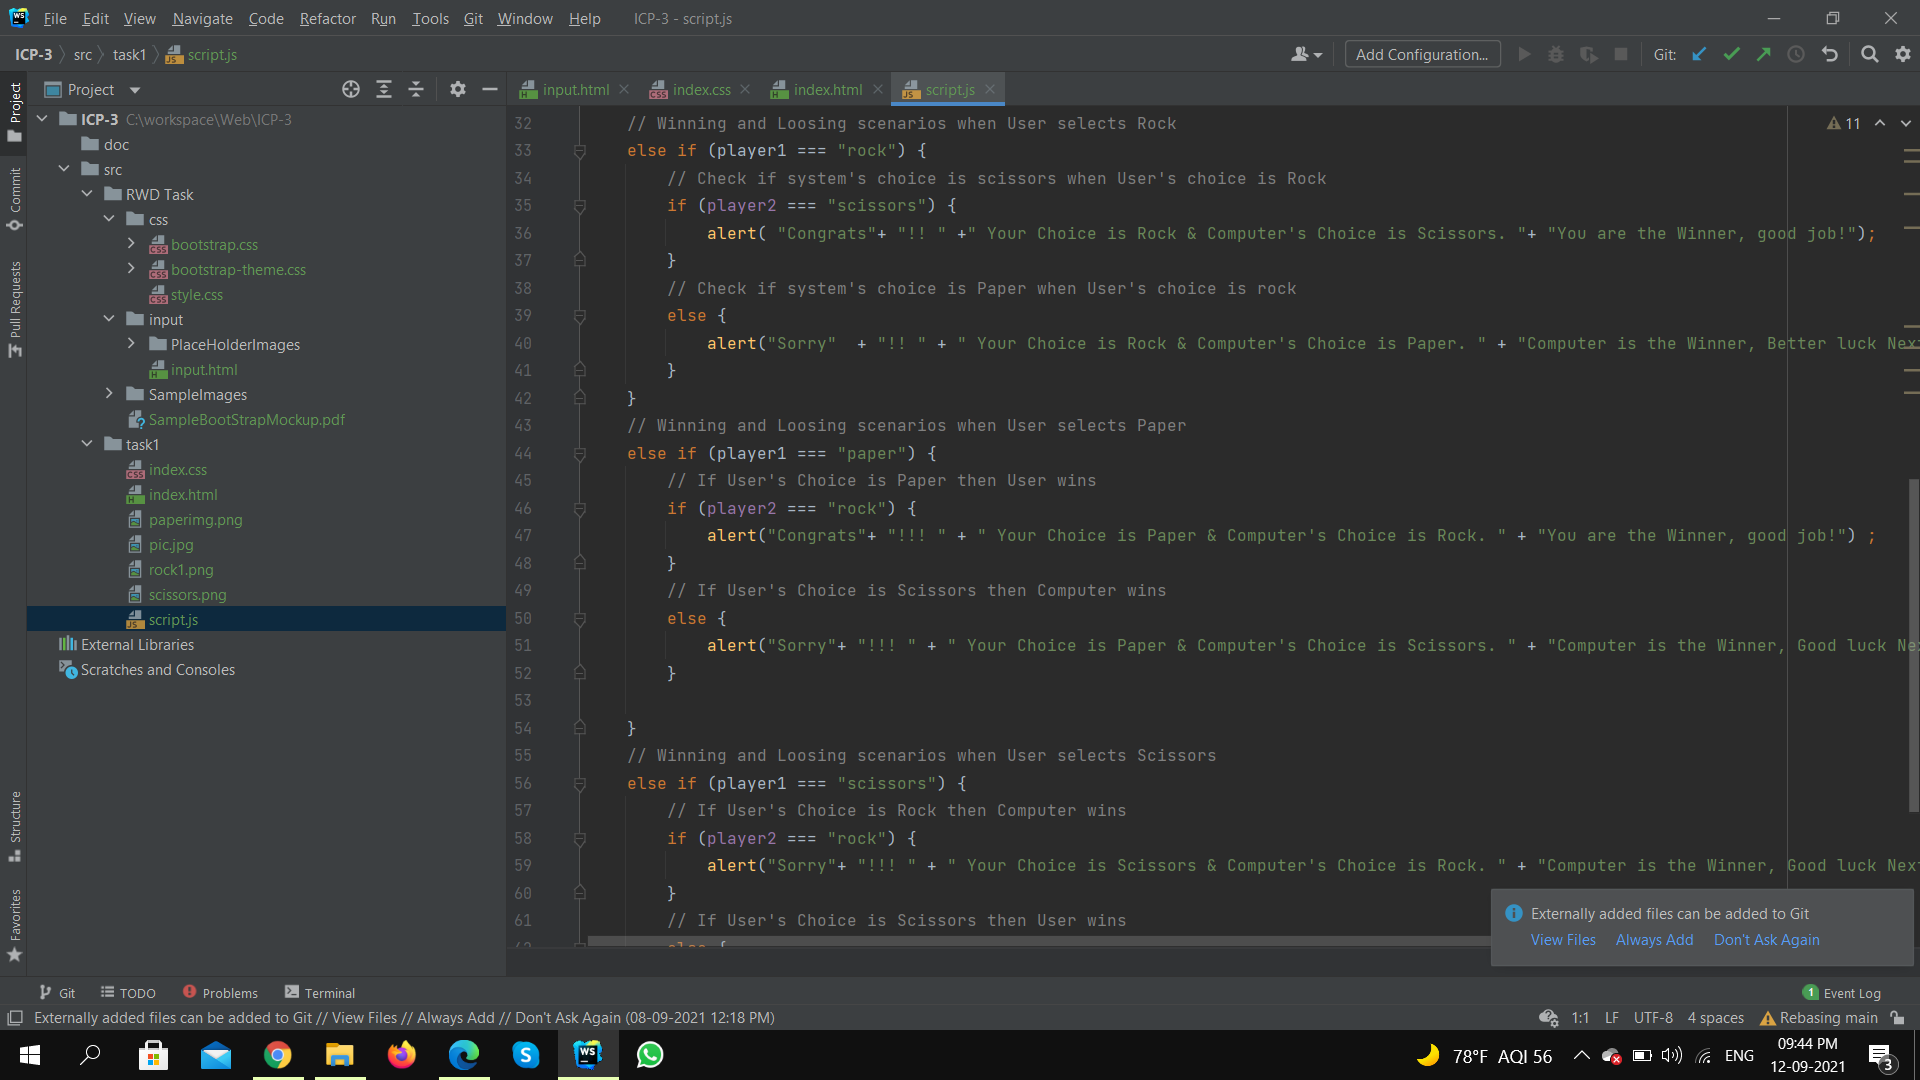 WS File Edit View Navigate Code Refactor Run Tools Git Window Help ICP-3 - script.js
ICP-3 src task1 script.js Add Configuration... Git:
Project
input.html index.css index.html script.js
ICP-3 C:\workspace\Web\ICP-3
doc
src
RWD Task
css
bootstrap.css
bootstrap-theme.css
style.css
input
PlaceHolderImages
input.html
SampleImages
SampleBootStrapMockup.pdf
task1
index.css
index.html
paperimg.png
pic.jpg
rock1.png
scissors.png
script.js
External Libraries
Scratches and Consoles
Project
Commit
Pull Requests
Structure
Favorites
11
32 // Winning and Loosing scenarios when User selects Rock
33 else if (player1 === "rock") {
34 // Check if system's choice is scissors when User's choice is Rock
35 if (player2 === "scissors") {
36 alert( "Congrats"+ "!! " +" Your Choice is Rock & Computer's Choice is Scissors. "+ "You are the Winner, good job!");
37 }
38 // Check if system's choice is Paper when User's choice is rock
39 else {
40 alert("Sorry"  + "!! " + " Your Choice is Rock & Computer's Choice is Paper. " + "Computer is the Winner, Better luck Nex
41 }
42 }
43 // Winning and Loosing scenarios when User selects Paper
44 else if (player1 === "paper") {
45 // If User's Choice is Paper then User wins
46 if (player2 === "rock") {
47 alert("Congrats"+ "!!! " + " Your Choice is Paper & Computer's Choice is Rock. " + "You are the Winner, good job!") ;
48 }
49 // If User's Choice is Scissors then Computer wins
50 else {
51 alert("Sorry"+ "!!! " + " Your Choice is Paper & Computer's Choice is Scissors. " + "Computer is the Winner, Good luck Ne
52 }
53
54 }
55 // Winning and Loosing scenarios when User selects Scissors
56 else if (player1 === "scissors") {
57 // If User's Choice is Rock then Computer wins
58 if (player2 === "rock") {
59 alert("Sorry"+ "!!! " + " Your Choice is Scissors & Computer's Choice is Rock. " + "Computer is the Winner, Good luck Nex
60 }
61 // If User's Choice is Scissors then User wins
62 else {
Externally added files can be added to Git
View Files Always Add Don't Ask Again
Git TODO Problems Terminal 1 Event Log
Externally added files can be added to Git // View Files // Always Add // Don't Ask Again (08-09-2021 12:18 PM) 1:1 LF UTF-8 4 spaces Rebasing main
78°F AQI 56 ENG 09:44 PM
12-09-2021 3